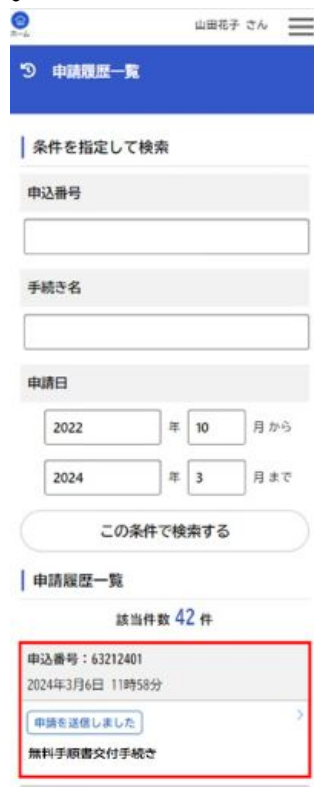 ホーム
山田花子 さん
申請履歴一覧
条件を指定して検索
申込番号
手続き名
申請日
2022 年 10 月 から
2024 年 3 月 まで
この条件で検索する
申請履歴一覧
該当件数 42 件
申込番号：63212401
2024年3月6日 11時58分
申請を送信しました
無料手順書交付手続き